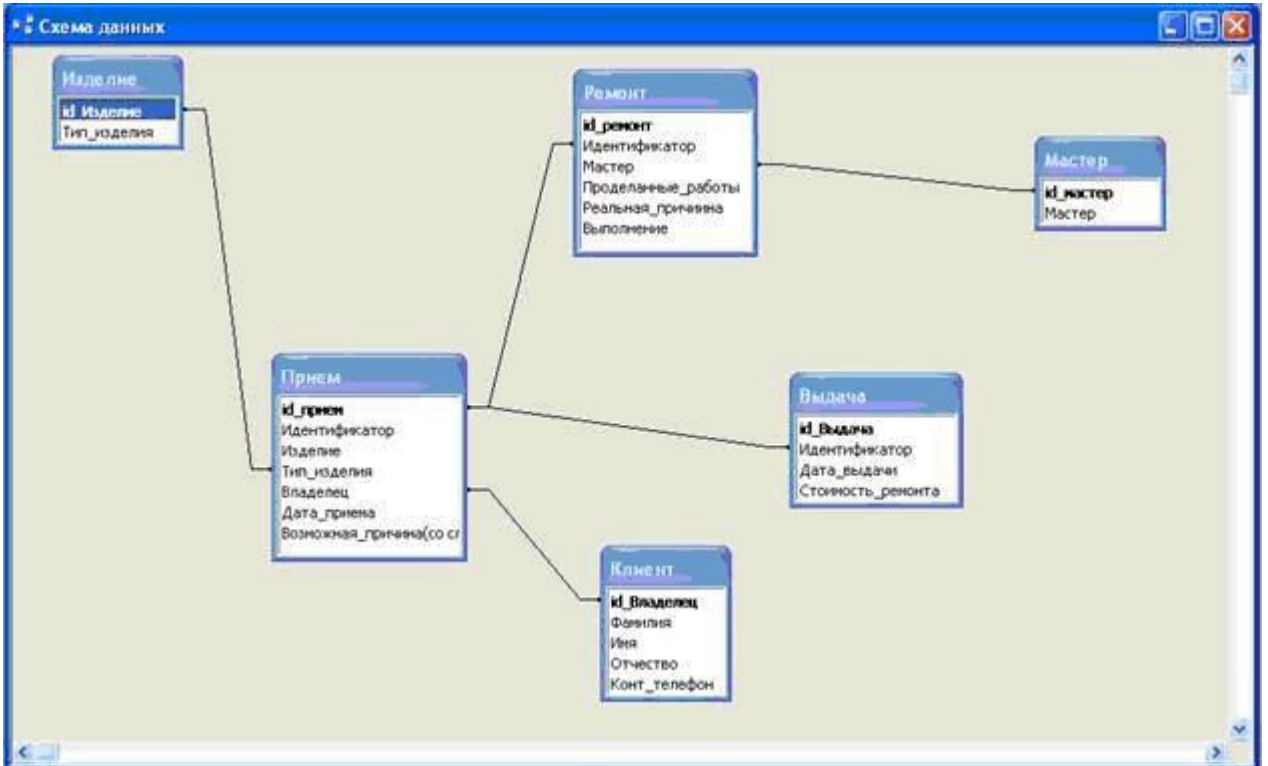 Схема данных
Изделие
id_Изделие
Тип_изделия
Ремонт
id_ремонт
Идентификатор
Мастер
Проделанные_работы
Реальная_причиина
Выполнение
Мастер
id_мастер
Мастер
Прием
id_прием
Идентификатор
Изделие
Тип_изделия
Владелец
Дата_приема
Возможная_причина(со сл
Выдача
id_Выдача
Идентификатор
Дата_выдачи
Стоимость_ремонта
Клиент
id_Владелец
Фамилия
Имя
Отчество
Конт_телефон